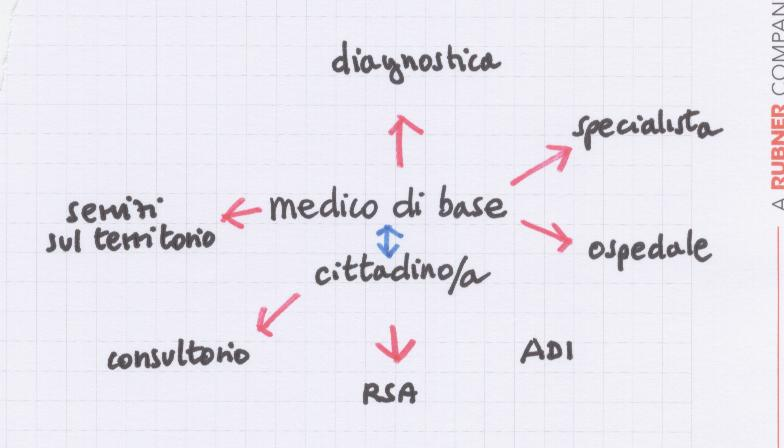 diagnostica
specialista
medico di base
servizi
sul territorio
ospedale
cittadino/a
consultorio
ADI
RSA
A RUBNER COMPAN